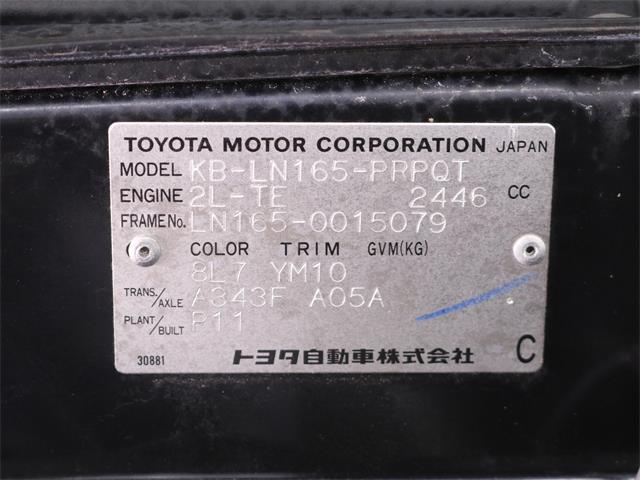 TOYOTA MOTOR CORPORATION JAPAN
MODEL KB-LN165-PRPQT
ENGINE 2L-TE 2446 CC
FRAME No. LN165-0015079
COLOR TRIM GVM(KG)
8L7 YM10
TRANS./AXLE A343F A05A
PLANT/BUILT P11
30881 トヨタ自動車株式会社 C